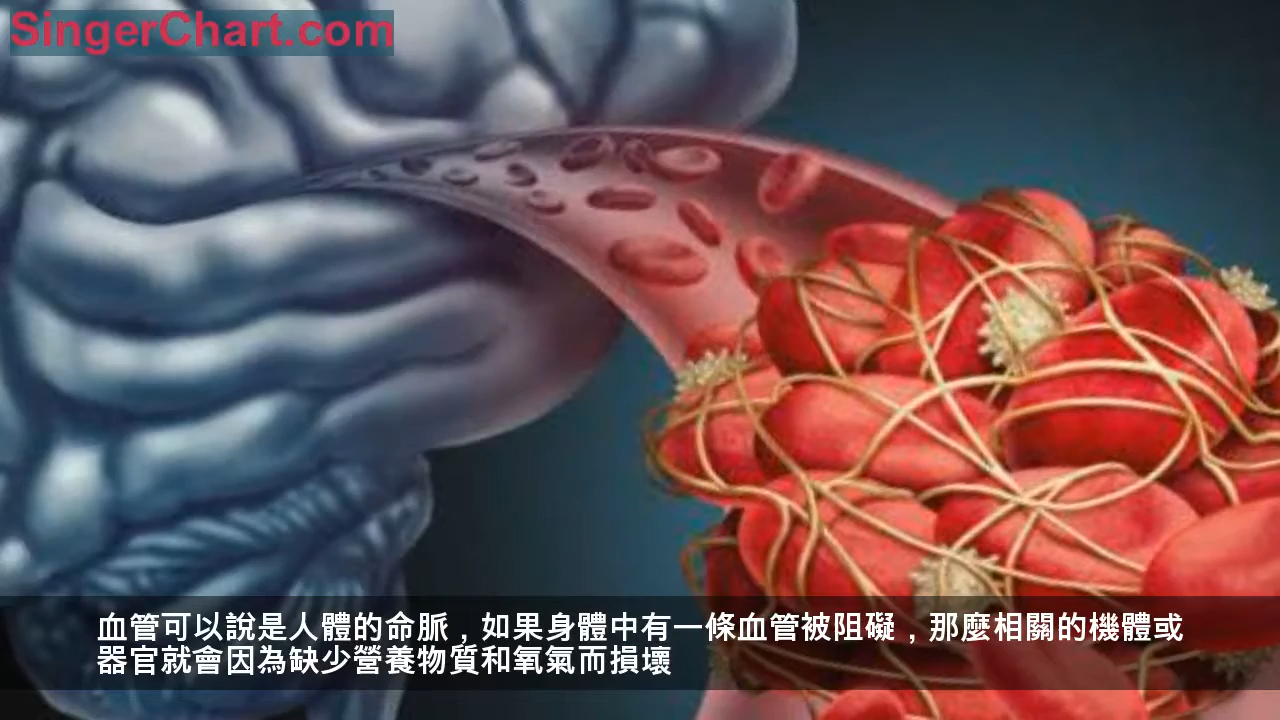 SingerChart.com
血管可以說是人體的命脈，如果身體中有一條血管被阻礙，那麼相關的機體或
器官就會因為缺少營養物質和氧氣而損壞